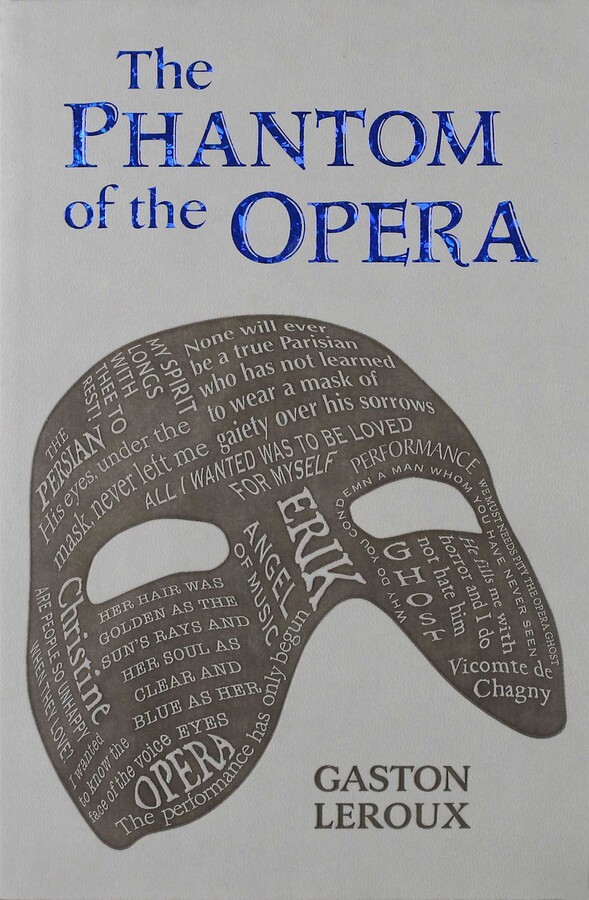 The
PHANTOM
of the OPERA
None will ever
be a true Parisian
who has not learned
to wear a mask of
gaiety over his sorrows
MY SPIRIT
LONGS
WITH
THEE TO
REST!
THE
PERSIAN
His eyes, under the
mask, never left me
ALL I WANTED WAS TO BE LOVED
FOR MYSELF
PERFORMANCE
WHY DO YOU CONDEMN A MAN WHOM YOU HAVE NEVER SEEN
WE MUST NEEDS PITY THE OPERA GHOST
ERIK
ANGEL
OF MUSIC
GHOST
He fills me with
horror and I do
not hate him
Vicomte de
Chagny
Christine
HER HAIR WAS
GOLDEN AS THE
SUN'S RAYS AND
HER SOUL AS
CLEAR AND
BLUE AS HER
EYES
ARE PEOPLE SO UNHAPPY
WHEN THEY LOVE?
I wanted
to know the
face of the voice
OPERA
The performance has only begun
GASTON
LEROUX